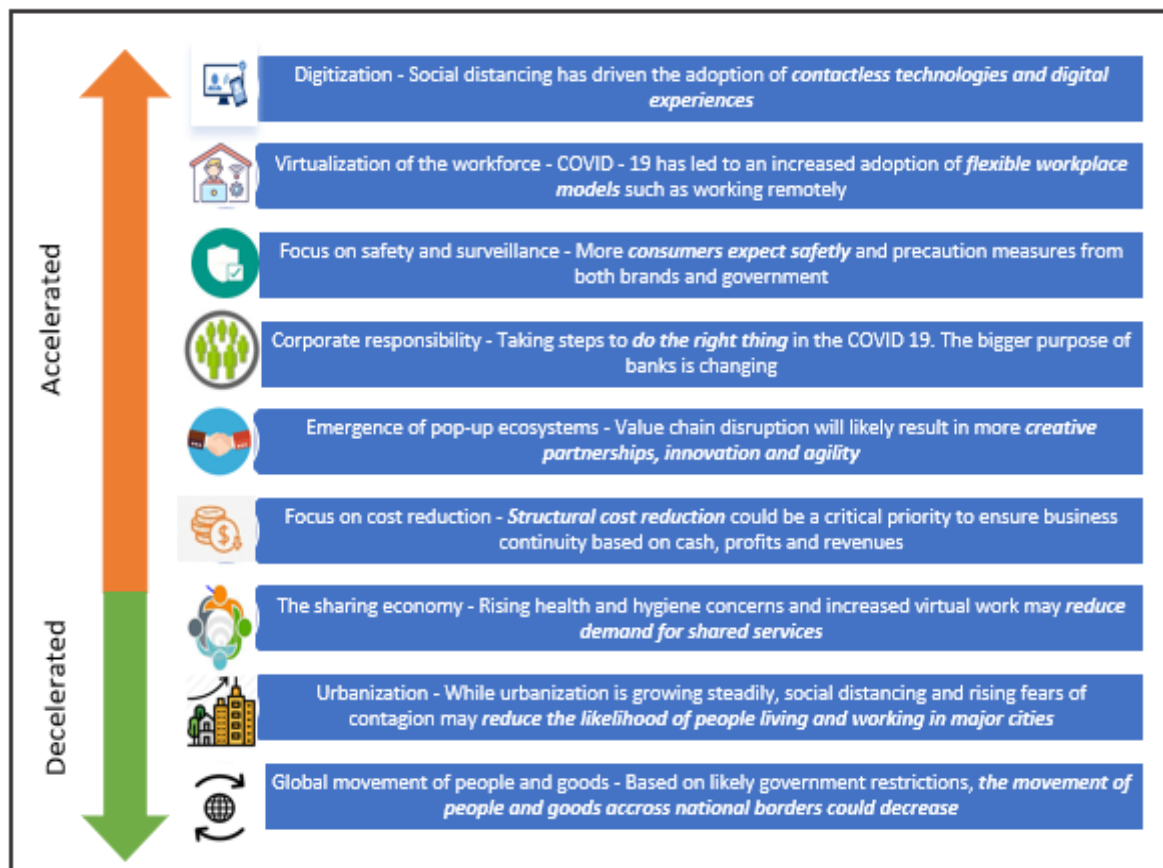 Accelerated
Digitization - Social distancing has driven the adoption of contactless technologies and digital
experiences
Virtualization of the workforce - COVID - 19 has led to an increased adoption of flexible workplace
models such as working remotely
Focus on safety and surveillance - More consumers expect safetly and precaution measures from
both brands and government
Corporate responsibility - Taking steps to do the right thing in the COVID 19. The bigger purpose of
banks is changing
Emergence of pop-up ecosystems - Value chain disruption will likely result in more creative
partnerships, innovation and agility
Focus on cost reduction - Structural cost reduction could be a critical priority to ensure business
continuity based on cash, profits and revenues
Decelerated
The sharing economy - Rising health and hygiene concerns and increased virtual work may reduce
demand for shared services
Urbanization - While urbanization is growing steadily, social distancing and rising fears of
contagion may reduce the likelihood of people living and working in major cities
Global movement of people and goods - Based on likely government restrictions, the movement of
people and goods accross national borders could decrease